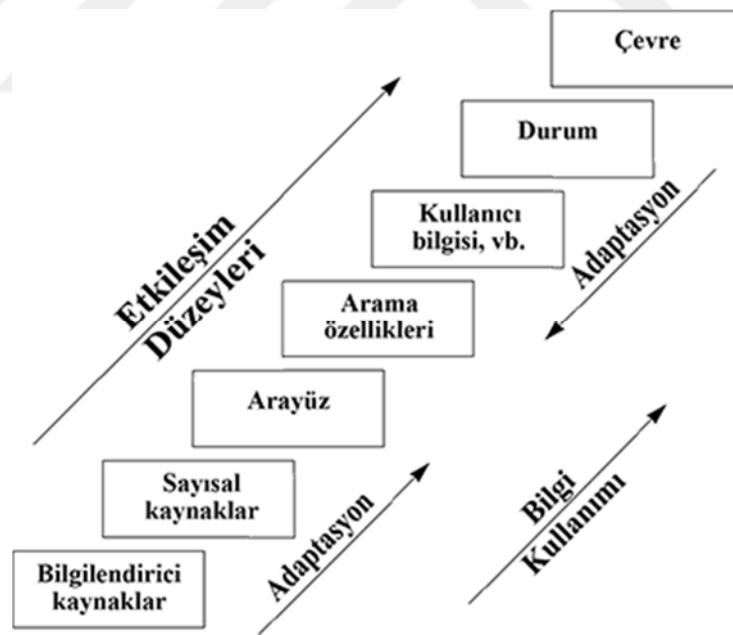 Çevre
Durum
Kullanıcı
bilgisi, vb.
Adaptasyon
Etkileşim
Düzeyleri
Arama
özellikleri
Arayüz
Sayısal
kaynaklar
Adaptasyon
Bilgi
Kullanımı
Bilgilendirici
kaynaklar